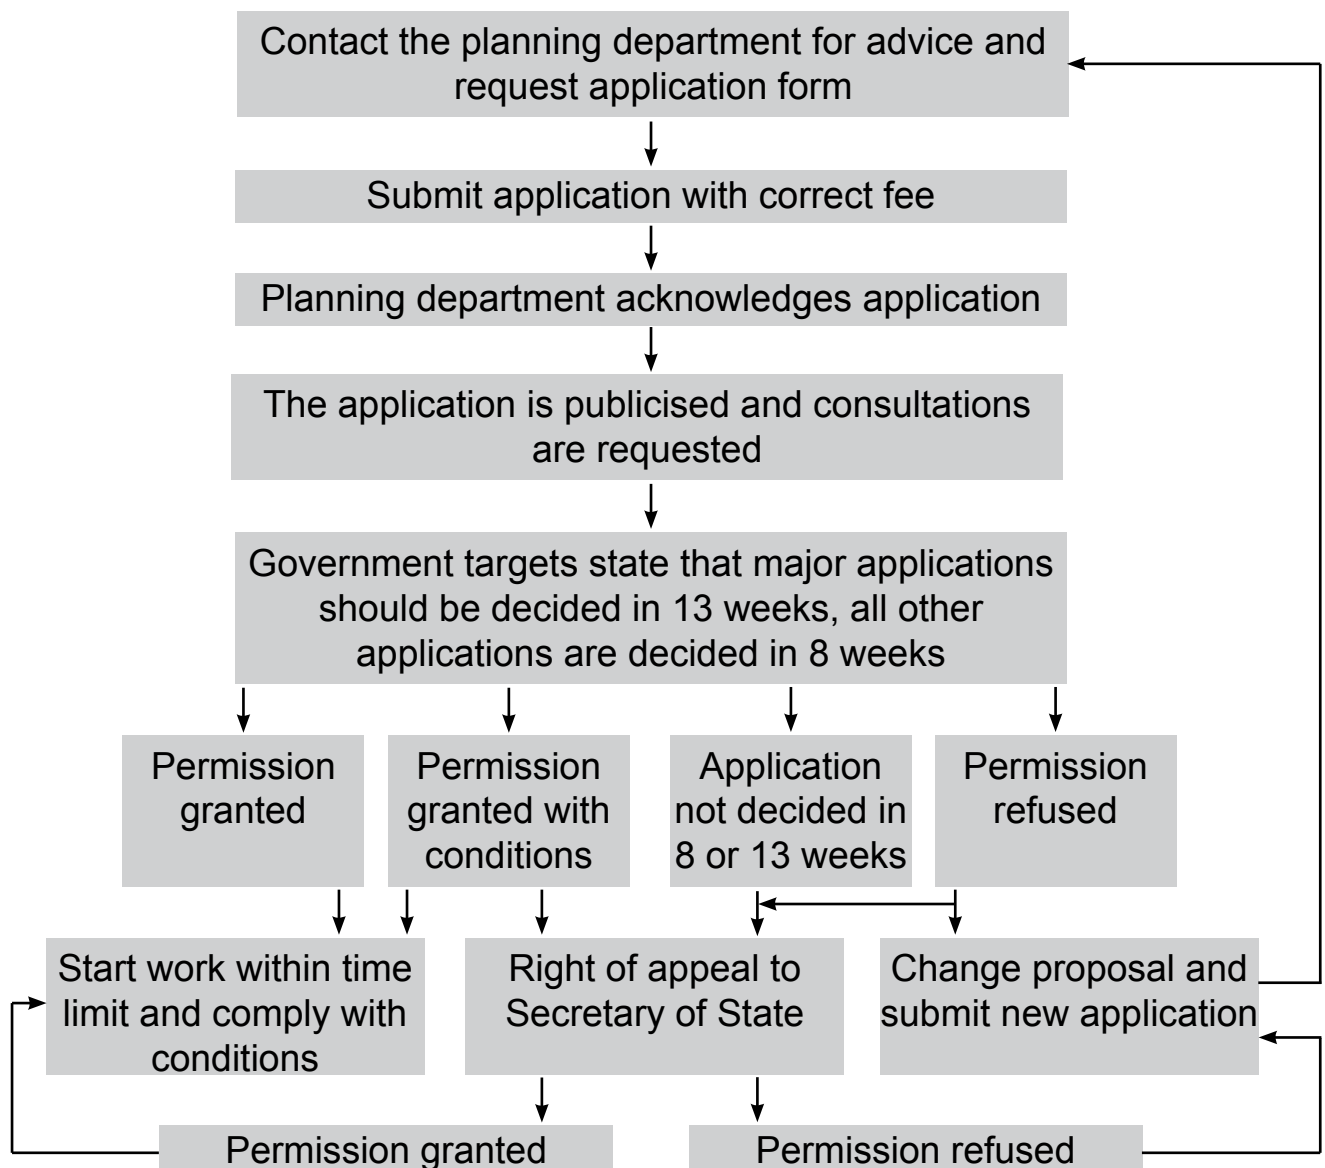 Contact the planning department for advice and
request application form
Submit application with correct fee
Planning department acknowledges application
The application is publicised and consultations
are requested
Government targets state that major applications
should be decided in 13 weeks, all other
applications are decided in 8 weeks
Permission
granted
Permission
granted with
conditions
Application
not decided in
8 or 13 weeks
Permission
refused
Start work within time
limit and comply with
conditions
Right of appeal to
Secretary of State
Change proposal and
submit new application
Permission granted
Permission refused